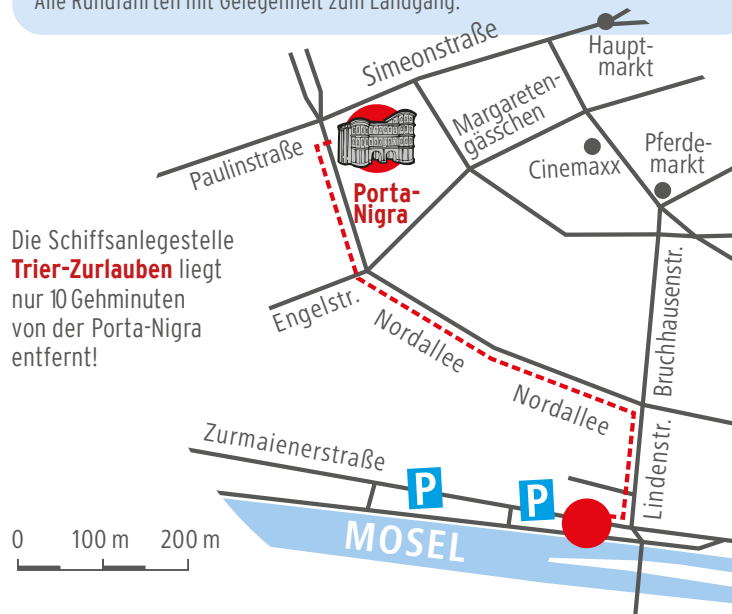 Alle Rundfahrten mit Gelegenheit zum Landgang.
Simeonstraße
Haupt-
markt
Margareten-
gässchen
Cinemaxx
Pferde-
markt
Paulinstraße
Porta-
Nigra
Die Schiffsanlegestelle
Trier-Zurlauben liegt
nur 10 Gehminuten
von der Porta-Nigra
entfernt!
Engelstr.
Nordallee
Nordallee
Bruchhausenstr.
Lindenstr.
Zurmaienerstraße
P
P
MOSEL
0 100 m 200 m